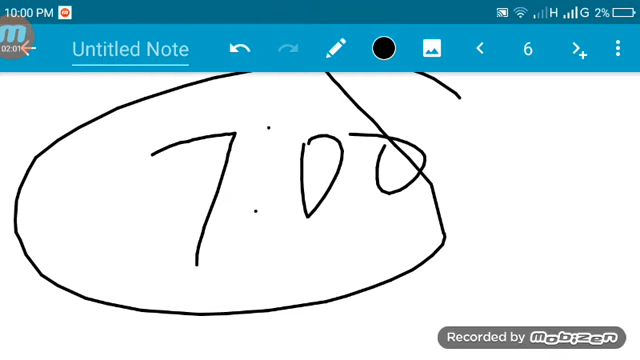 10:00 PM H G 2%
02:01
Untitled Note 6
7:00
Recorded by mobizen